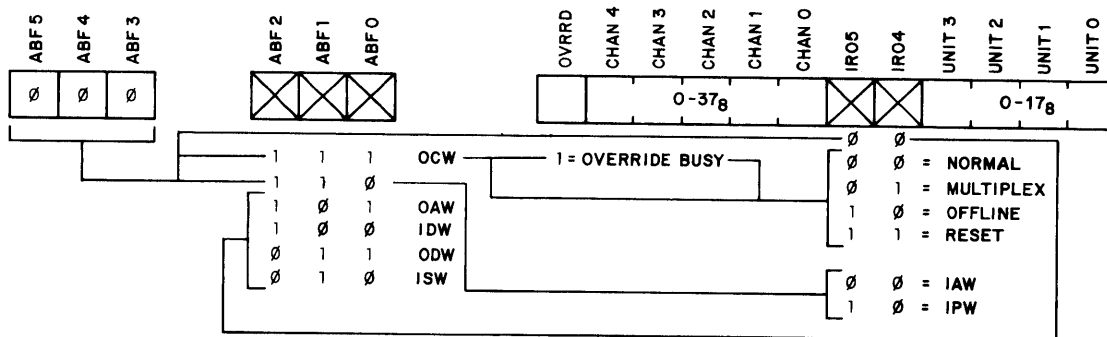 ABF 5 ABF 4 ABF 3 ABF 2 ABF 1 ABF 0 OVRRD CHAN 4 CHAN 3 CHAN 2 CHAN 1 CHAN 0 IR05 IR04 UNIT 3 UNIT 2 UNIT 1 UNIT 0
Ø Ø Ø 0-37₈ 0-17₈
Ø Ø
1 1 1 OCW 1 = OVERRIDE BUSY Ø Ø = NORMAL
1 1 Ø Ø 1 = MULTIPLEX
1 Ø 1 OAW 1 Ø = OFFLINE
1 Ø Ø IDW 1 1 = RESET
Ø 1 1 ODW
Ø 1 Ø ISW Ø Ø = IAW
1 Ø = IPW